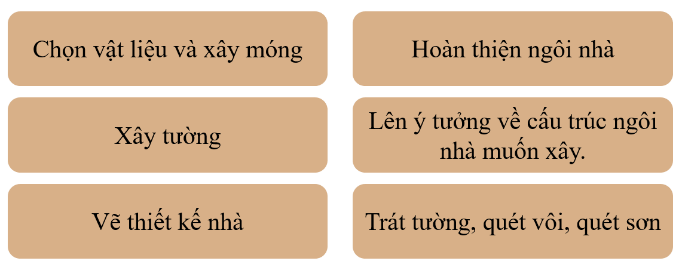 Chọn vật liệu và xây móng
Hoàn thiện ngôi nhà
Xây tường
Lên ý tưởng về cấu trúc ngôi
nhà muốn xây.
Vẽ thiết kế nhà
Trát tường, quét vôi, quét sơn